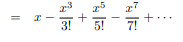 = x − x³/3! + x⁵/5! − x⁷/7! + ⋯